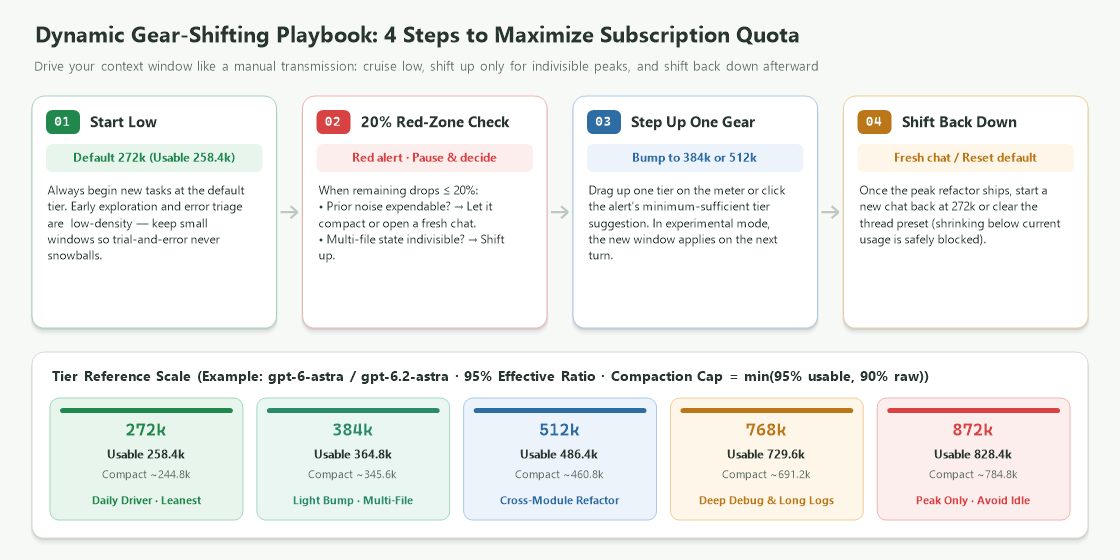 Dynamic Gear-Shifting Playbook: 4 Steps to Maximize Subscription Quota
Drive your context window like a manual transmission: cruise low, shift up only for indivisible peaks, and shift back down afterward
01 Start Low
Default 272k (Usable 258.4k)
Always begin new tasks at the default
tier. Early exploration and error triage
are low-density — keep small
windows so trial-and-error never
snowballs.
→
02 20% Red-Zone Check
Red alert · Pause & decide
When remaining drops ≤ 20%:
• Prior noise expendable? → Let it
compact or open a fresh chat.
• Multi-file state indivisible? → Shift
up.
→
03 Step Up One Gear
Bump to 384k or 512k
Drag up one tier on the meter or click
the alert's minimum-sufficient tier
suggestion. In experimental mode,
the new window applies on the next
turn.
→
04 Shift Back Down
Fresh chat / Reset default
Once the peak refactor ships, start a
new chat back at 272k or clear the
thread preset (shrinking below current
usage is safely blocked).
Tier Reference Scale (Example: gpt-6-astra / gpt-6.2-astra · 95% Effective Ratio · Compaction Cap = min(95% usable, 90% raw))
272k
Usable 258.4k
Compact ~244.8k
Daily Driver · Leanest
384k
Usable 364.8k
Compact ~345.6k
Light Bump · Multi-File
512k
Usable 486.4k
Compact ~460.8k
Cross-Module Refactor
768k
Usable 729.6k
Compact ~691.2k
Deep Debug & Long Logs
872k
Usable 828.4k
Compact ~784.8k
Peak Only · Avoid Idle